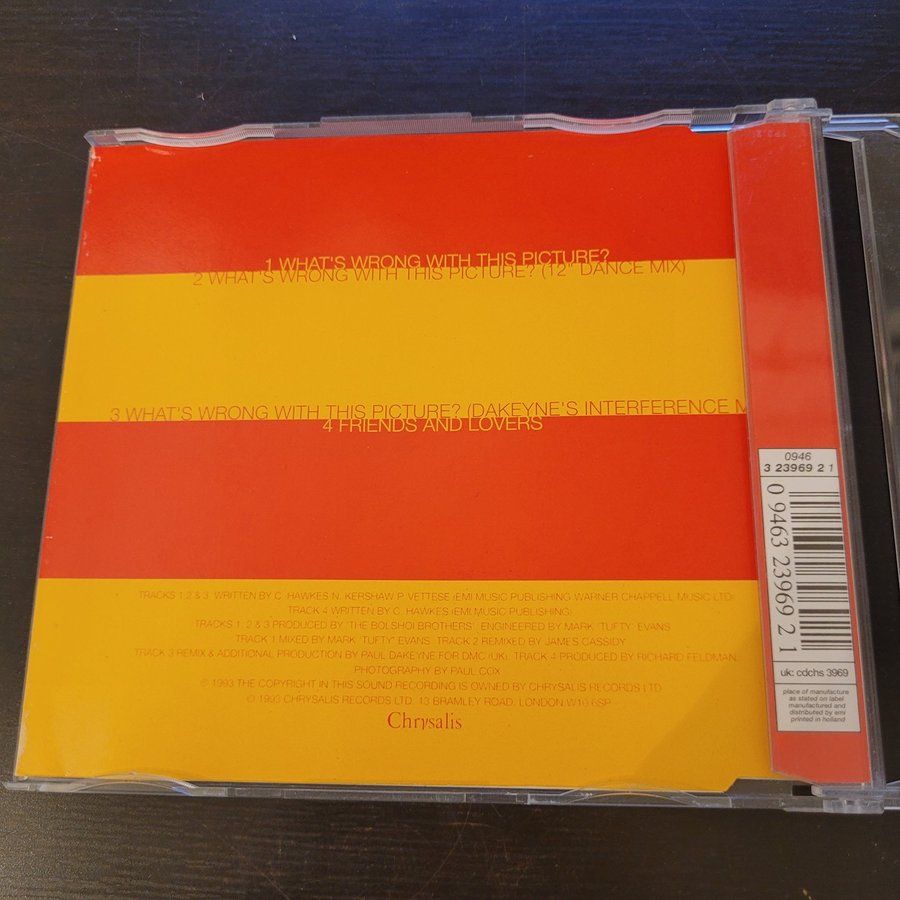 1 WHAT'S WRONG WITH THIS PICTURE?
2 WHAT'S WRONG WITH THIS PICTURE? (12" DANCE MIX)
3 WHAT'S WRONG WITH THIS PICTURE? (DAKEYNE'S INTERFERENCE M
4 FRIENDS AND LOVERS
TRACKS 1,2 & 3 WRITTEN BY C. HAWKES N. KERSHAW P. VETTESE (EMI MUSIC PUBLISHING WARNER CHAPPELL MUSIC LTD)
TRACK 4 WRITTEN BY C. HAWKES (EMI MUSIC PUBLISHING)
TRACKS 1, 2 & 3 PRODUCED BY 'THE BOLSHOI BROTHERS', ENGINEERED BY MARK 'TUFTY' EVANS
TRACK 1 MIXED BY MARK 'TUFTY' EVANS, TRACK 2 REMIXED BY JAMES CASSIDY
TRACK 3 REMIX & ADDITIONAL PRODUCTION BY PAUL DAKEYNE FOR DMC (UK), TRACK 4 PRODUCED BY RICHARD FELDMAN.
PHOTOGRAPHY BY PAUL COX
℗ 1993 THE COPYRIGHT IN THIS SOUND RECORDING IS OWNED BY CHRYSALIS RECORDS LTD
© 1993 CHRYSALIS RECORDS LTD. 13 BRAMLEY ROAD, LONDON W10 6SP
Chrysalis
0946
3 23969 2 1
0 9463 23969 2 1
uk: cdchs 3969
place of manufacture
as stated on label
manufactured and
distributed by emi
printed in holland